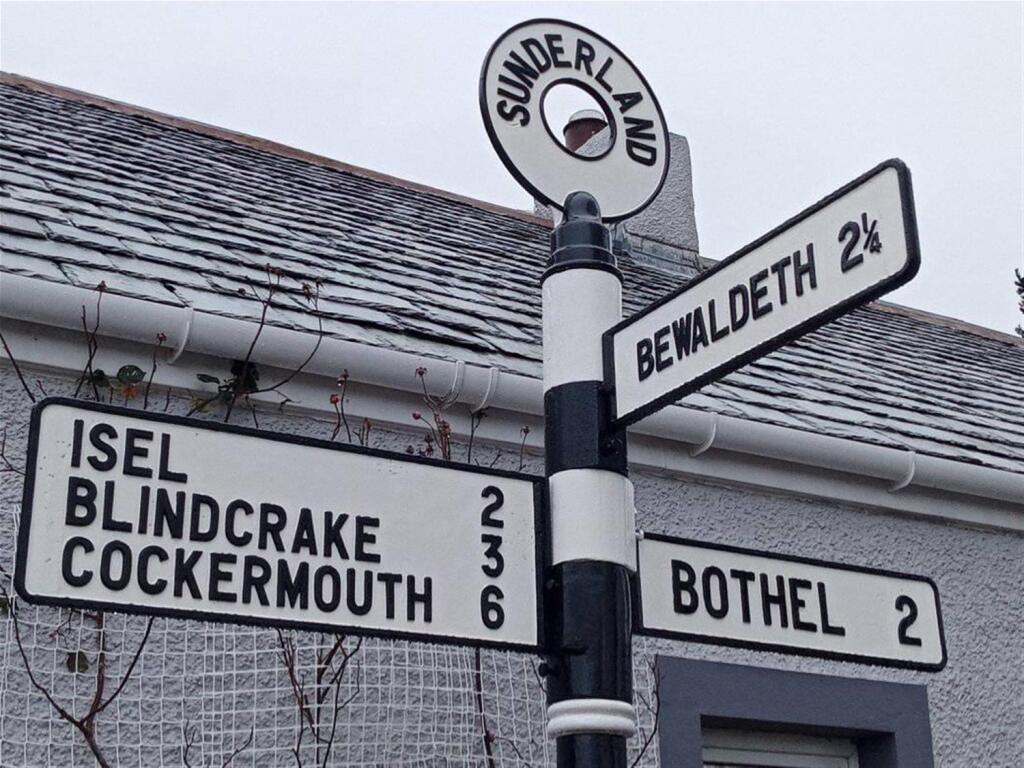 SUNDERLAND
BEWALDETH 2¼
ISEL 2
BLINDCRAKE 3
COCKERMOUTH 6
BOTHEL 2